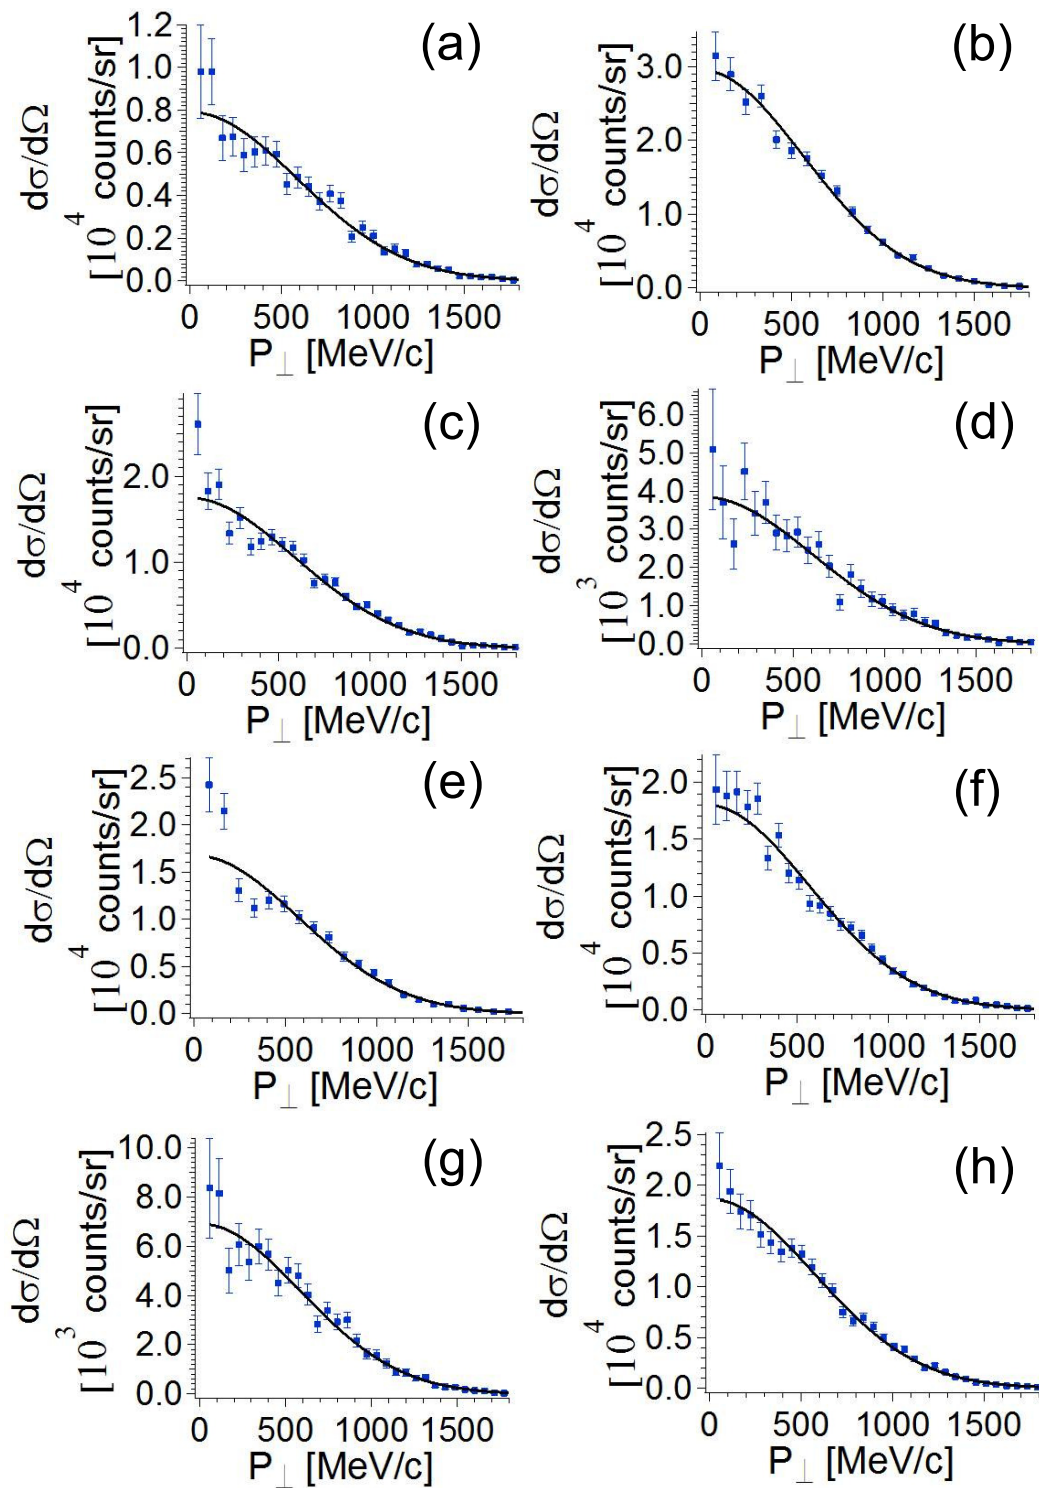 (a)
1.2
1.0
0.8
0.6
0.4
0.2
0.0
dσ/dΩ
[10⁴ counts/sr]
0 500 1000 1500
P⊥ [MeV/c]
(b)
3.0
2.0
1.0
0.0
dσ/dΩ
[10⁴ counts/sr]
0 500 1000 1500
P⊥ [MeV/c]
(c)
2.0
1.0
0.0
dσ/dΩ
[10⁴ counts/sr]
0 500 1000 1500
P⊥ [MeV/c]
(d)
6.0
5.0
4.0
3.0
2.0
1.0
0.0
dσ/dΩ
[10³ counts/sr]
0 500 1000 1500
P⊥ [MeV/c]
(e)
2.5
2.0
1.5
1.0
0.5
0.0
dσ/dΩ
[10⁴ counts/sr]
0 500 1000 1500
P⊥ [MeV/c]
(f)
2.0
1.5
1.0
0.5
0.0
dσ/dΩ
[10⁴ counts/sr]
0 500 1000 1500
P⊥ [MeV/c]
(g)
10.0
8.0
6.0
4.0
2.0
0.0
dσ/dΩ
[10³ counts/sr]
0 500 1000 1500
P⊥ [MeV/c]
(h)
2.5
2.0
1.5
1.0
0.5
0.0
dσ/dΩ
[10⁴ counts/sr]
0 500 1000 1500
P⊥ [MeV/c]